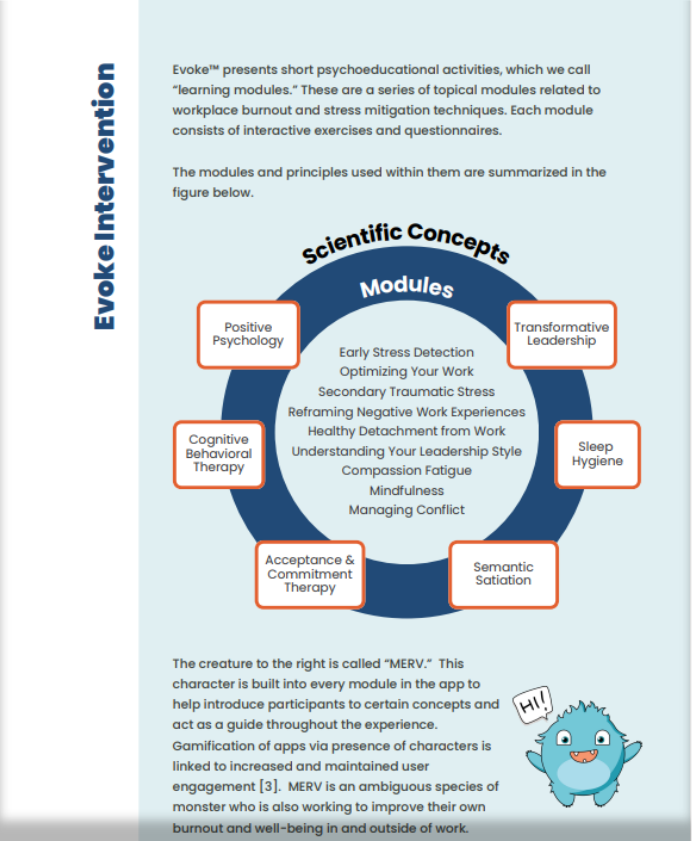 Evoke Intervention
Evoke™ presents short psychoeducational activities, which we call
“learning modules.” These are a series of topical modules related to
workplace burnout and stress mitigation techniques. Each module
consists of interactive exercises and questionnaires.
The modules and principles used within them are summarized in the
figure below.
Scientific Concepts
Modules
Positive
Psychology
Transformative
Leadership
Early Stress Detection
Optimizing Your Work
Secondary Traumatic Stress
Reframing Negative Work Experiences
Healthy Detachment from Work
Understanding Your Leadership Style
Compassion Fatigue
Mindfulness
Managing Conflict
Cognitive
Behavioral
Therapy
Sleep
Hygiene
Acceptance &
Commitment
Therapy
Semantic
Satiation
The creature to the right is called “MERV.” This
character is built into every module in the app to
help introduce participants to certain concepts and
act as a guide throughout the experience.
Gamification of apps via presence of characters is
linked to increased and maintained user
engagement [3]. MERV is an ambiguous species of
monster who is also working to improve their own
burnout and well-being in and outside of work.
HI!